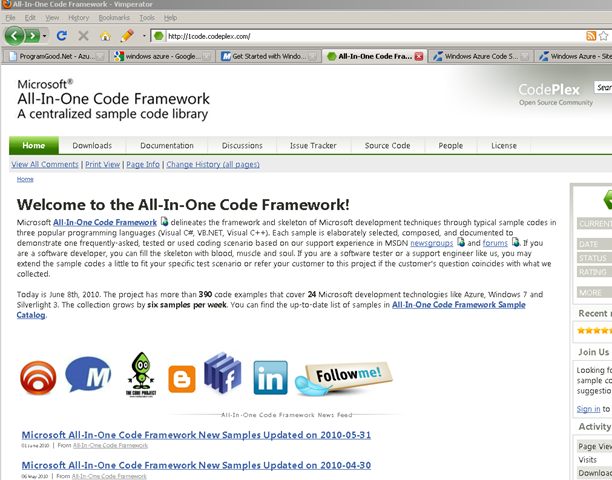 All-In-One Code Framework - Vimperator
File Edit View History Bookmarks Tools Help
http://1code.codeplex.com/
ProgramGood.Net - Azu...
windows azure - Google...
Get Started with Windo...
All-In-One Code Fra...
Windows Azure Code S...
Windows Azure - Site
Microsoft®
All-In-One Code Framework
A centralized sample code library
CodePlex
Open Source Community
Sear
Home Downloads Documentation Discussions Issue Tracker Source Code People License
View All Comments | Print View | Page Info | Change History (all pages)
Home
Welcome to the All-In-One Code Framework!
Microsoft All-In-One Code Framework delineates the framework and skeleton of Microsoft development techniques through typical sample codes in
three popular programming languages (Visual C#, VB.NET, Visual C++). Each sample is elaborately selected, composed, and documented to
demonstrate one frequently-asked, tested or used coding scenario based on our support experience in MSDN newsgroups and forums. If you
are a software developer, you can fill the skeleton with blood, muscle and soul. If you are a software tester or a support engineer like us, you may
extend the sample codes a little to fit your specific test scenario or refer your customer to this project if the customer's question coincides with what we
collected.
Today is June 8th, 2010. The project has more than 390 code examples that cover 24 Microsoft development technologies like Azure, Windows 7 and
Silverlight 3. The collection grows by six samples per week. You can find the up-to-date list of samples in All-In-One Code Framework Sample
Catalog.
M
THE CODE PROJECT
f
in
Follow me!
All-In-One Code Framework News Feed
Microsoft All-In-One Code Framework New Samples Updated on 2010-05-31
01 June 2010 | From All-In-One Code Framework
Microsoft All-In-One Code Framework New Samples Updated on 2010-04-30
06 May 2010 | From All-In-One Code Framework
CURRENT
DATE
STATUS
RATING
MORE
Recent r
Join Us
Looking fo
sample co
suggestio
Sign in to
Activity
Page View
Visits
Download